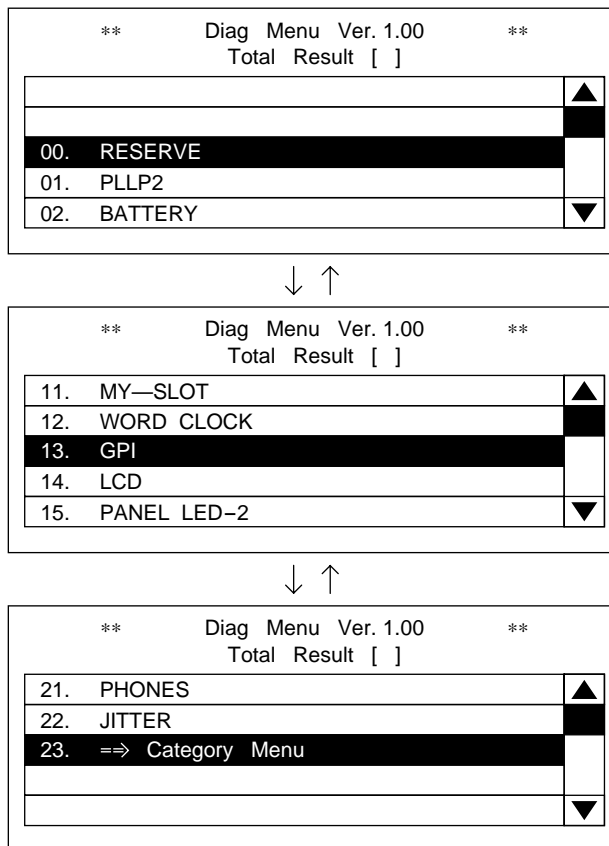 ** Diag Menu Ver. 1.00 **
Total Result [ ]
00. RESERVE
01. PLLP2
02. BATTERY
↓ ↑
** Diag Menu Ver. 1.00 **
Total Result [ ]
11. MY—SLOT
12. WORD CLOCK
13. GPI
14. LCD
15. PANEL LED−2
↓ ↑
** Diag Menu Ver. 1.00 **
Total Result [ ]
21. PHONES
22. JITTER
23. ==> Category Menu